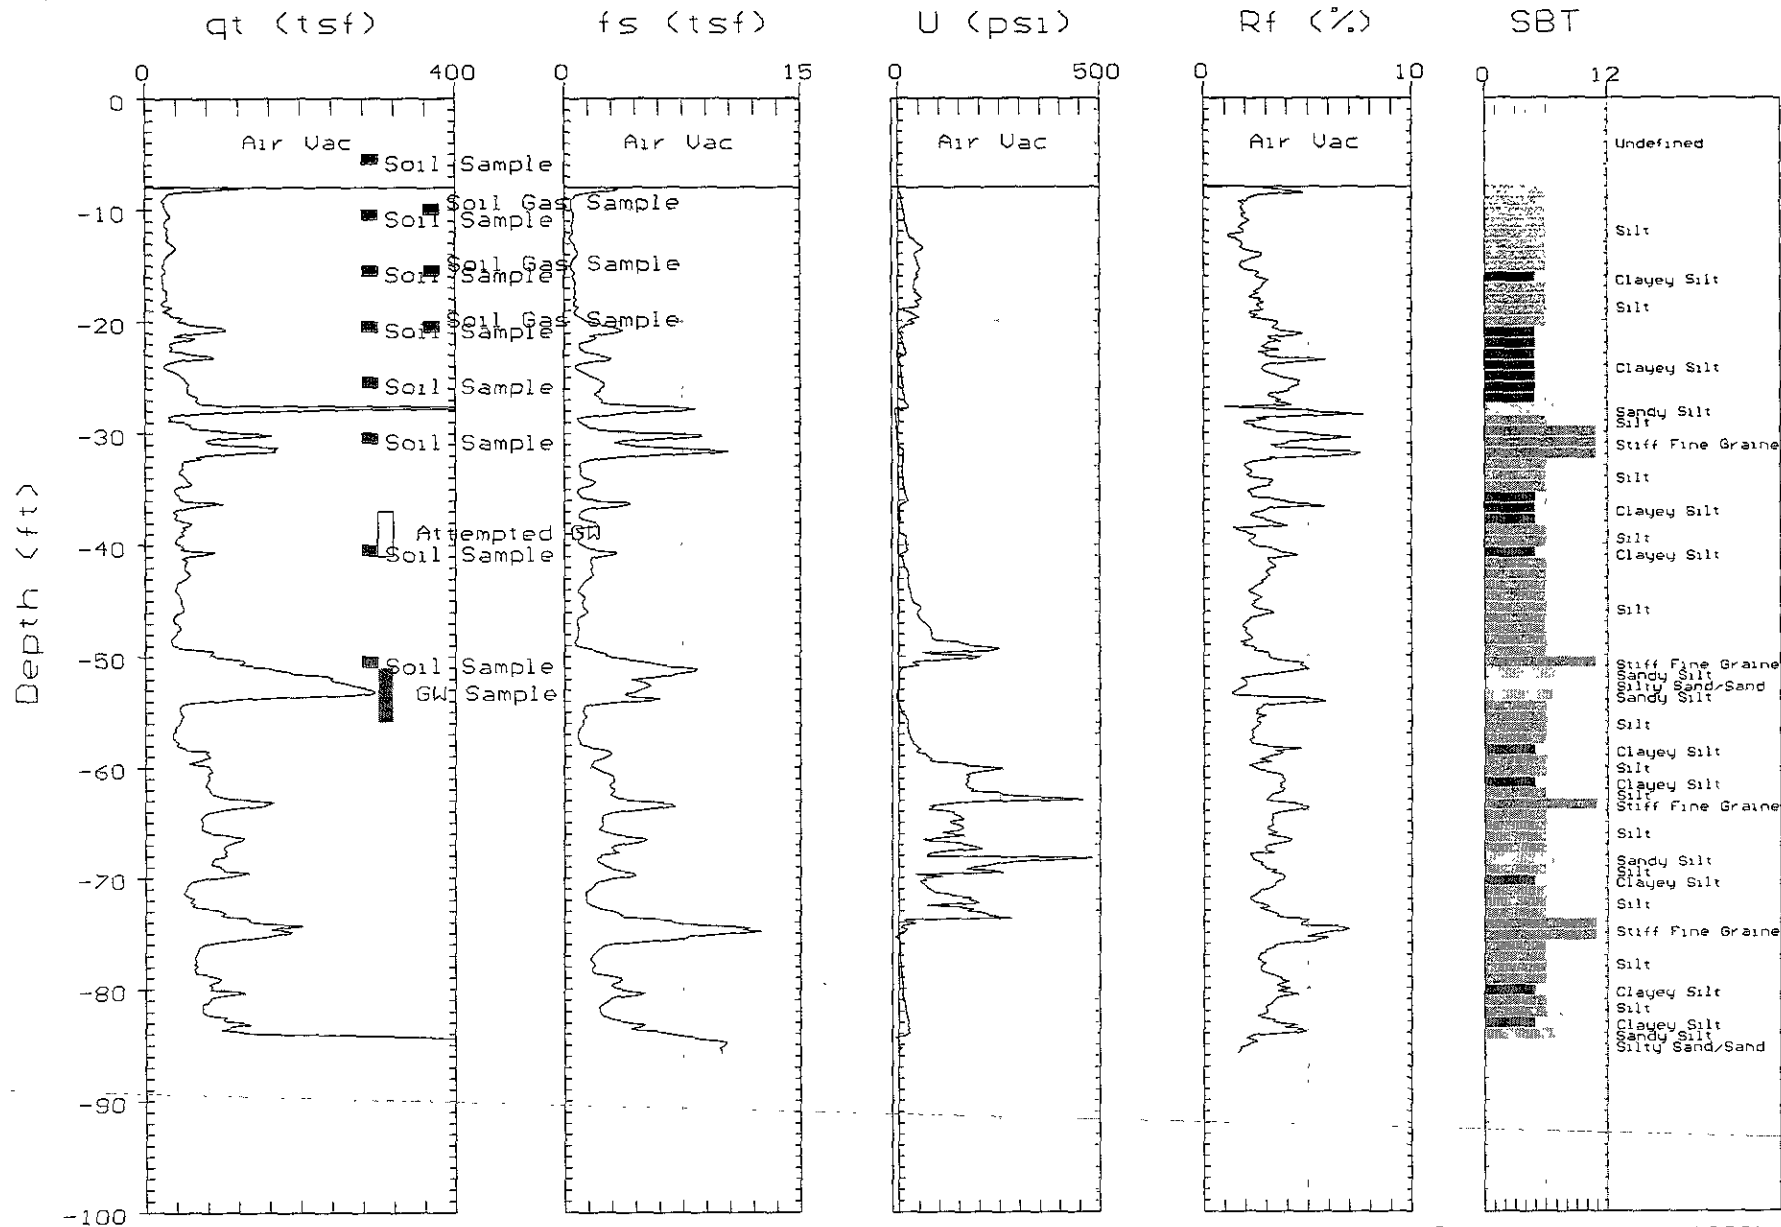 qt (tsf) fs (tsf) U (psi) Rf (%) SBT
0 400 0 15 0 500 0 10 0 12
Depth (ft)
0
-10
-20
-30
-40
-50
-60
-70
-80
-90
-100
Air Vac
Soil Sample
Soil Gas Sample
Soil Sample
Soil Gas Sample
Soil Sample
Soil Gas Sample
Soil Sample
Soil Sample
Soil Sample
Attempted GW
Soil Sample
Soil Sample
GW Sample
Air Vac
Air Vac
Air Vac
Undefined
Silt
Clayey Silt
Silt
Clayey Silt
Sandy Silt
Silt
Stiff Fine Graine
Silt
Clayey Silt
Silt
Clayey Silt
Silt
Stiff Fine Graine
Sandy Silt
Silty Sand/Sand
Sandy Silt
Silt
Clayey Silt
Silt
Clayey Silt
Silt
Stiff Fine Graine
Silt
Sandy Silt
Silt
Clayey Silt
Silt
Stiff Fine Graine
Silt
Clayey Silt
Silt
Clayey Silt
Sandy Silt
Silty Sand/Sand